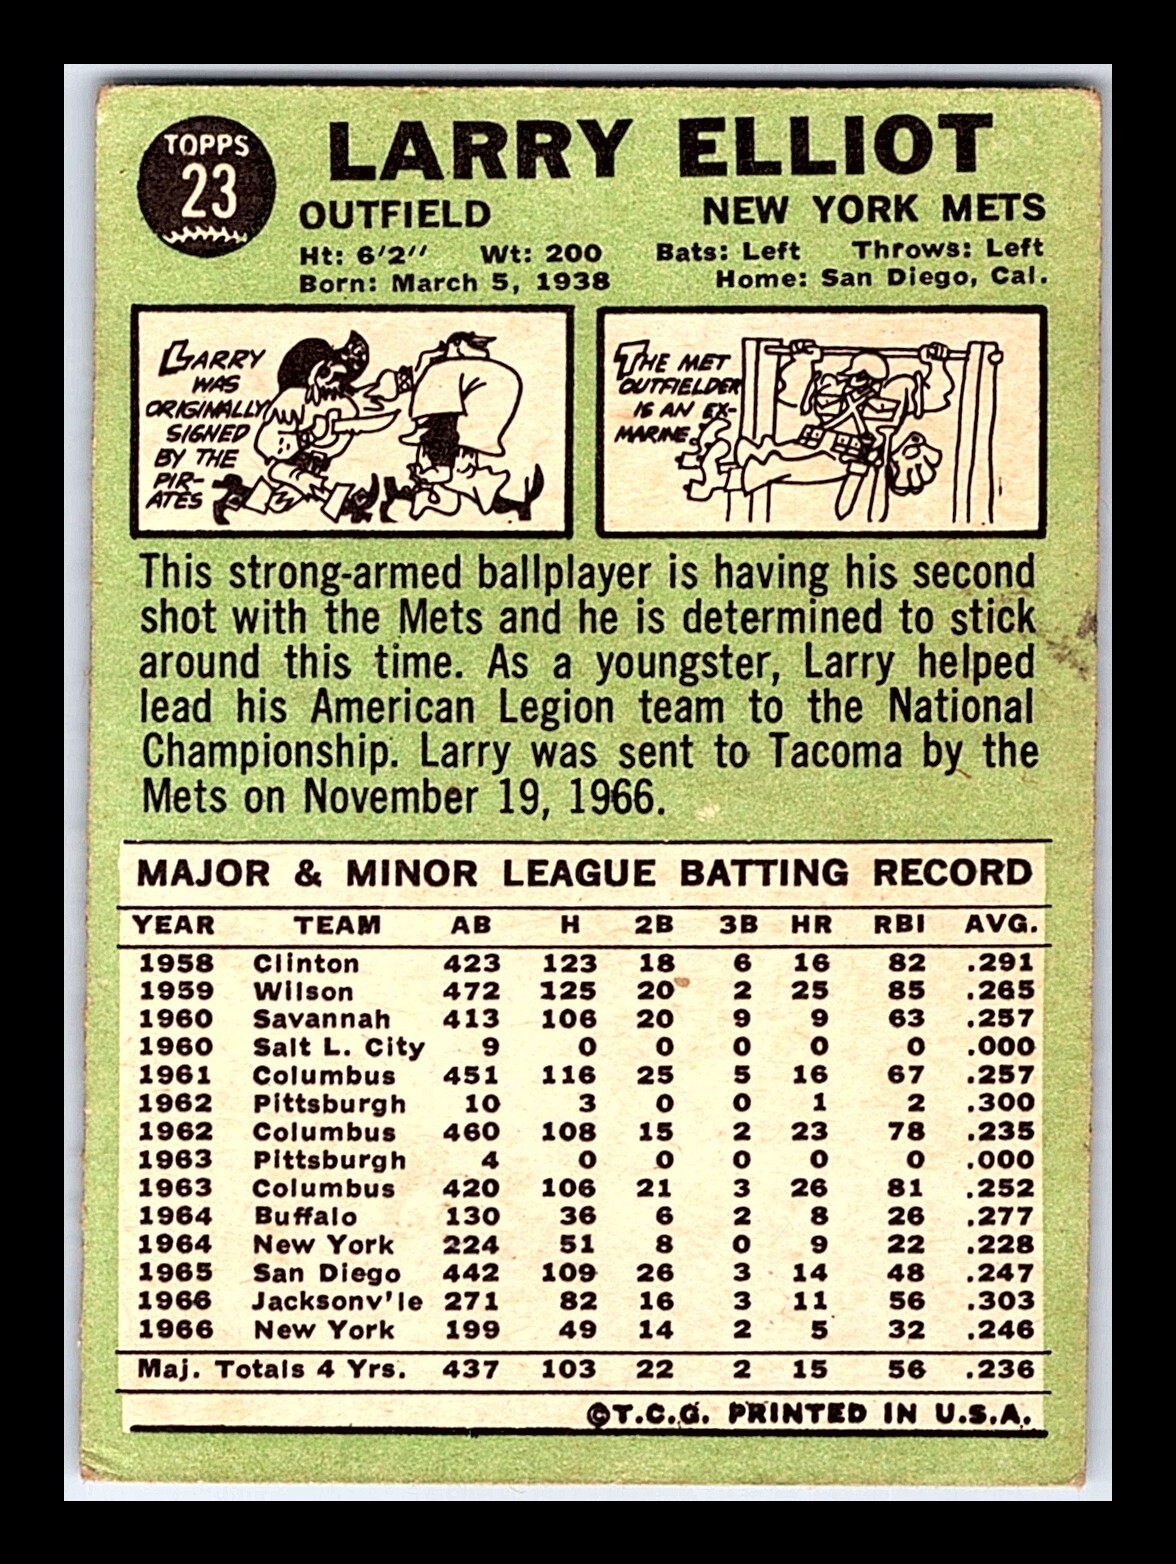 TOPPS
23
LARRY ELLIOT
OUTFIELD NEW YORK METS
Ht: 6'2'' Wt: 200 Bats: Left Throws: Left
Born: March 5, 1938 Home: San Diego, Cal.
LARRY
WAS
ORIGINALLY
SIGNED
BY THE
PIR-
ATES
THE MET
OUTFIELDER
IS AN EX-
MARINE.
This strong-armed ballplayer is having his second
shot with the Mets and he is determined to stick
around this time. As a youngster, Larry helped
lead his American Legion team to the National
Championship. Larry was sent to Tacoma by the
Mets on November 19, 1966.
MAJOR & MINOR LEAGUE BATTING RECORD
YEAR TEAM AB H 2B 3B HR RBI AVG.
1958 Clinton 423 123 18 6 16 82 .291
1959 Wilson 472 125 20 2 25 85 .265
1960 Savannah 413 106 20 9 9 63 .257
1960 Salt L. City 9 0 0 0 0 0 .000
1961 Columbus 451 116 25 5 16 67 .257
1962 Pittsburgh 10 3 0 0 1 2 .300
1962 Columbus 460 108 15 2 23 78 .235
1963 Pittsburgh 4 0 0 0 0 0 .000
1963 Columbus 420 106 21 3 26 81 .252
1964 Buffalo 130 36 6 2 8 26 .277
1964 New York 224 51 8 0 9 22 .228
1965 San Diego 442 109 26 3 14 48 .247
1966 Jacksonv'le 271 82 16 3 11 56 .303
1966 New York 199 49 14 2 5 32 .246
Maj. Totals 4 Yrs. 437 103 22 2 15 56 .236
©T.C.G. PRINTED IN U.S.A.